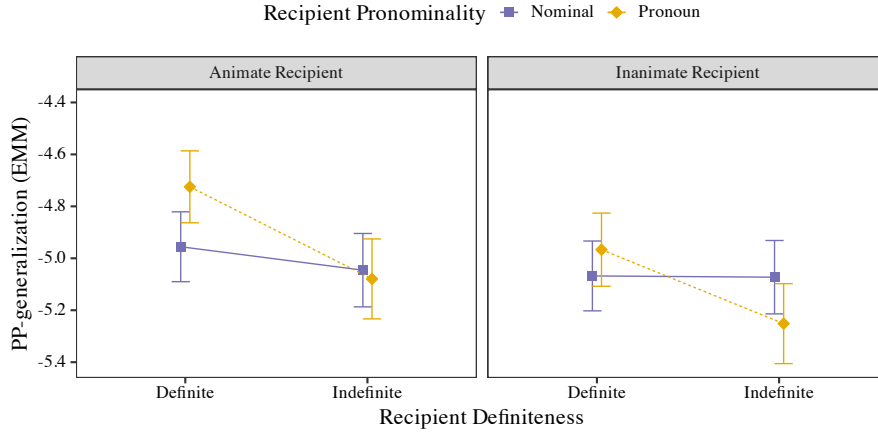 Recipient Pronominality Nominal Pronoun
Animate Recipient Inanimate Recipient
PP-generalization (EMM)
-4.4
-4.6
-4.8
-5.0
-5.2
-5.4
Definite Indefinite Definite Indefinite
Recipient Definiteness